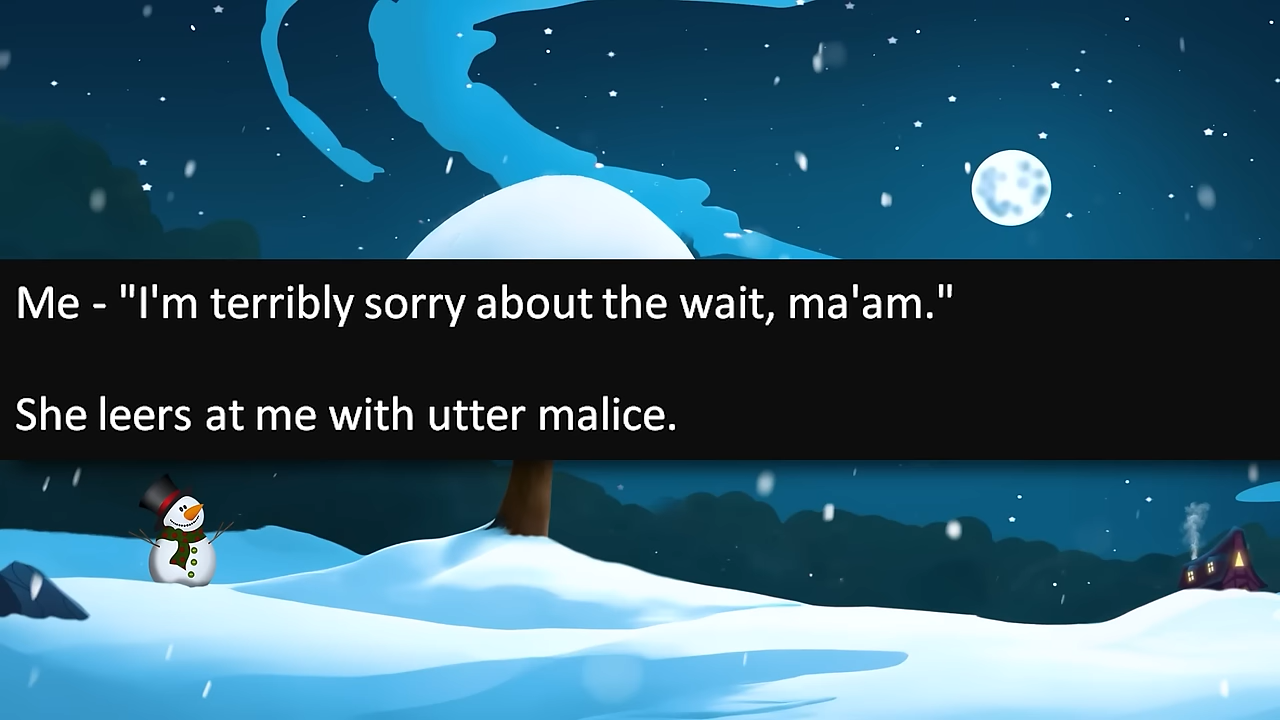 Me - "I'm terribly sorry about the wait, ma'am."
She leers at me with utter malice.